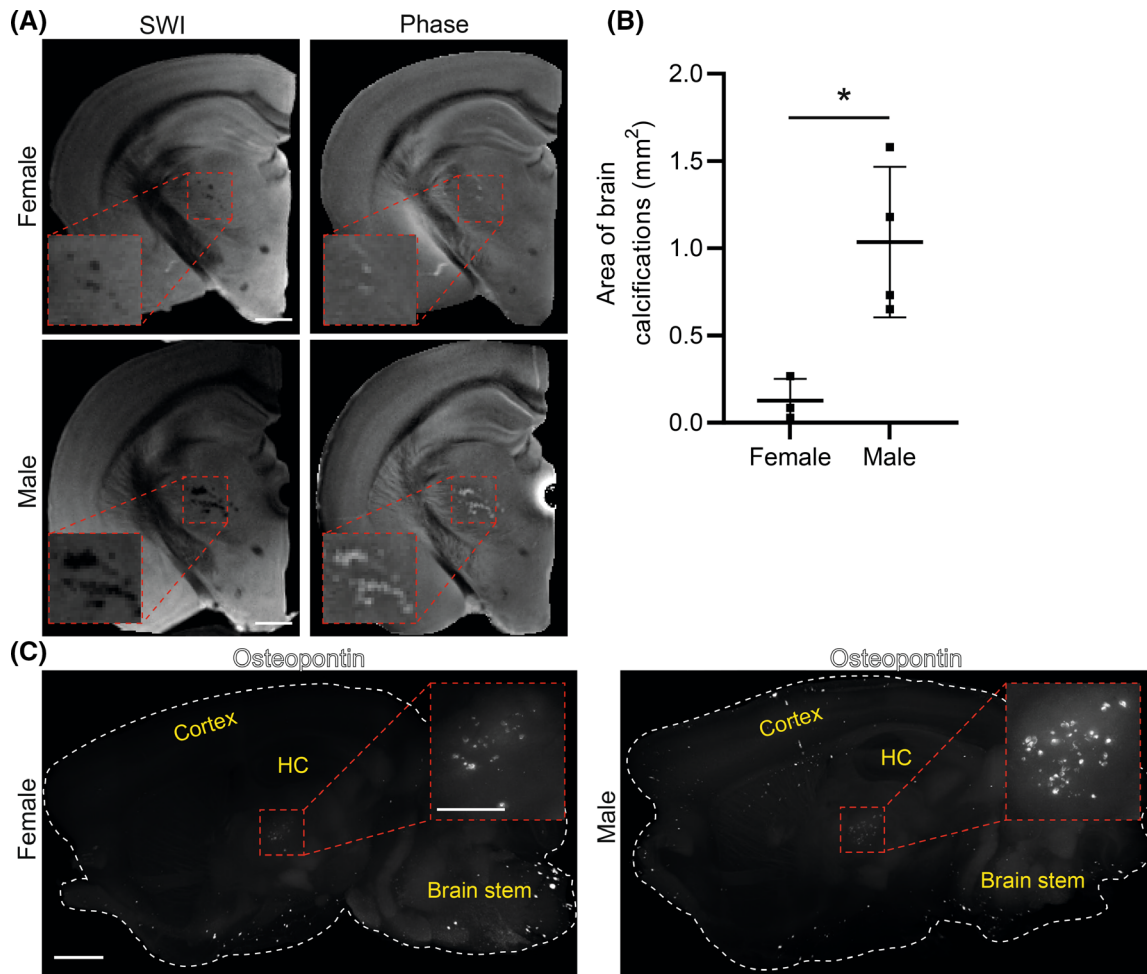 (A)
SWI
Phase
Female
Male
(B)
Area of brain
calcifications (mm²)
2.0
1.5
1.0
0.5
0.0
*
Female
Male
(C)
Osteopontin
Female
Cortex
HC
Brain stem
Osteopontin
Male
Cortex
HC
Brain stem